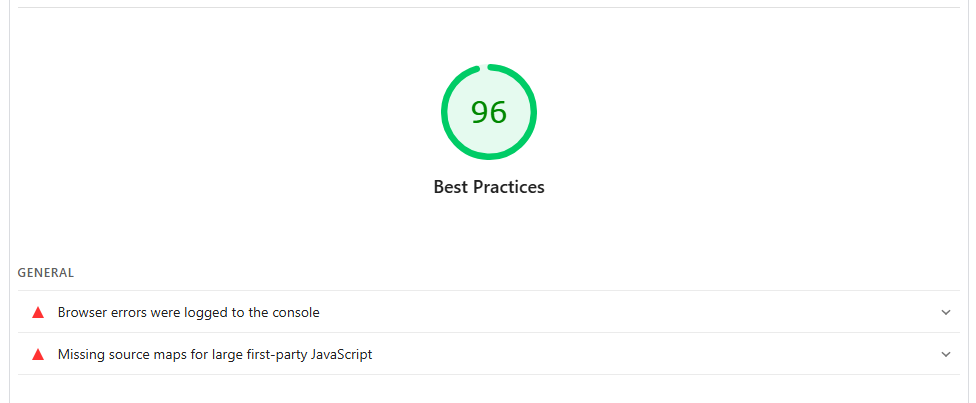 96
Best Practices
GENERAL
Browser errors were logged to the console
Missing source maps for large first-party JavaScript